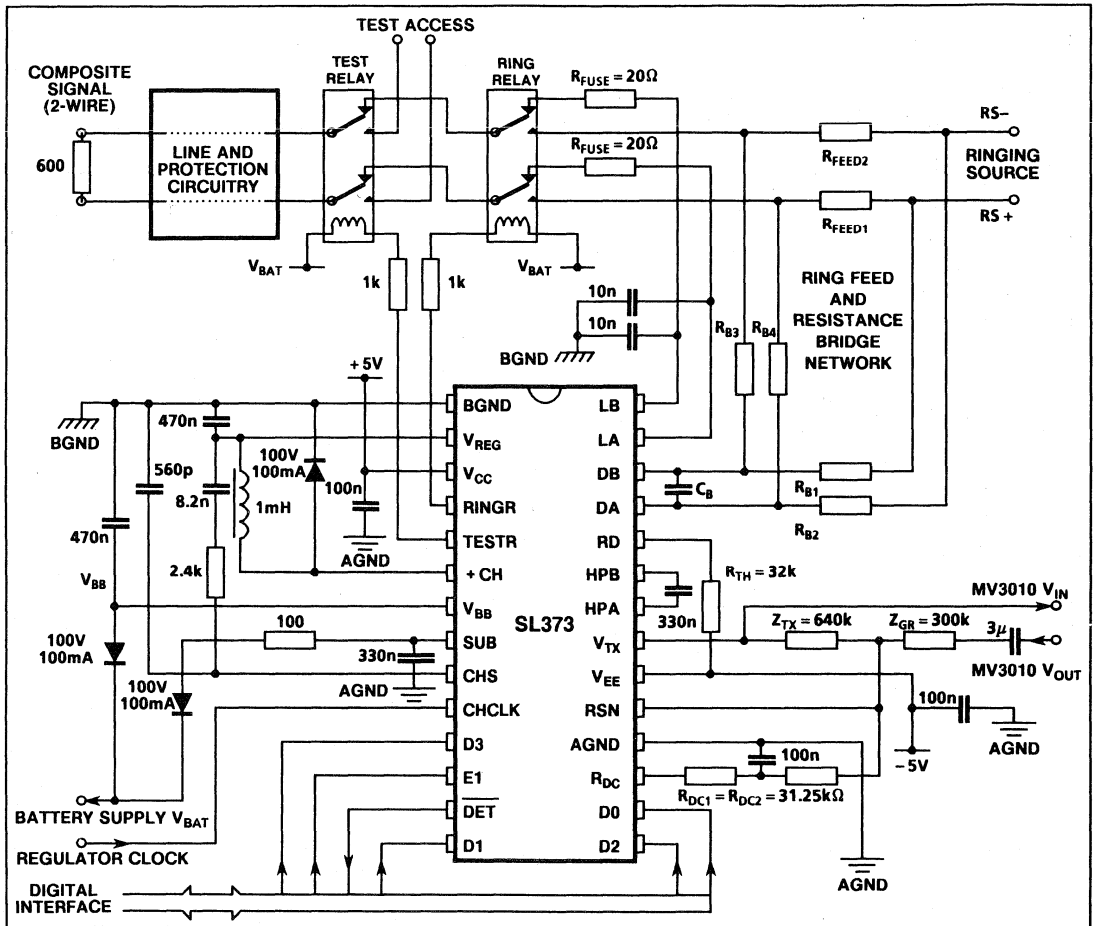 TEST ACCESS
COMPOSITE
SIGNAL
(2-WIRE)
600
LINE AND
PROTECTION
CIRCUITRY
TEST
RELAY
RING
RELAY
R_FUSE = 20Ω
R_FUSE = 20Ω
RS–
R_FEED2
RINGING
SOURCE
R_FEED1
RS +
V_BAT
1k
1k
V_BAT
RING FEED
AND
RESISTANCE
BRIDGE
NETWORK
10n
10n
BGND
R_B3
R_B4
+ 5V
BGND
470n
560p
8.2n
1mH
100V
100mA
100n
AGND
470n
2.4k
V_BB
100
330n
AGND
100V
100mA
100V
100mA
BATTERY SUPPLY V_BAT
REGULATOR CLOCK
DIGITAL
INTERFACE
BGND
V_REG
V_CC
RINGR
TESTR
+ CH
V_BB
SUB
CHS
CHCLK
D3
E1
DET
D1
SL373
LB
LA
DB
DA
RD
HPB
HPA
V_TX
V_EE
RSN
AGND
R_DC
D0
D2
C_B
R_B1
R_B2
R_TH = 32k
330n
MV3010 V_IN
Z_TX = 640k
Z_GR = 300k
3μ
MV3010 V_OUT
100n
AGND
–5V
100n
R_DC1 = R_DC2 = 31.25kΩ
AGND